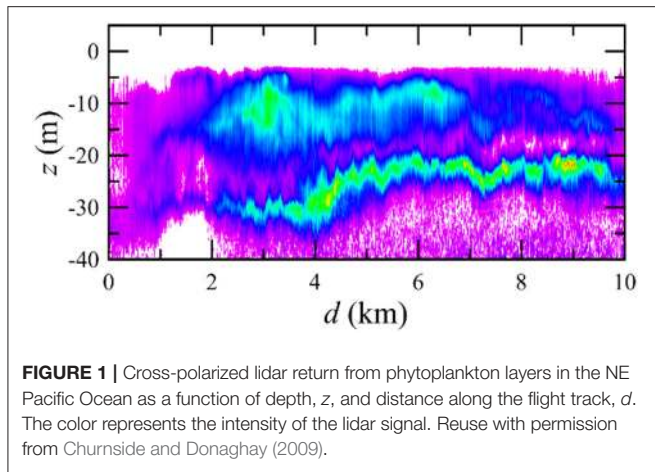 0
-10
-20
-30
-40
z (m)
0 2 4 6 8 10
d (km)
FIGURE 1 | Cross-polarized lidar return from phytoplankton layers in the NE
Pacific Ocean as a function of depth, z, and distance along the flight track, d.
The color represents the intensity of the lidar signal. Reuse with permission
from Churnside and Donaghay (2009).